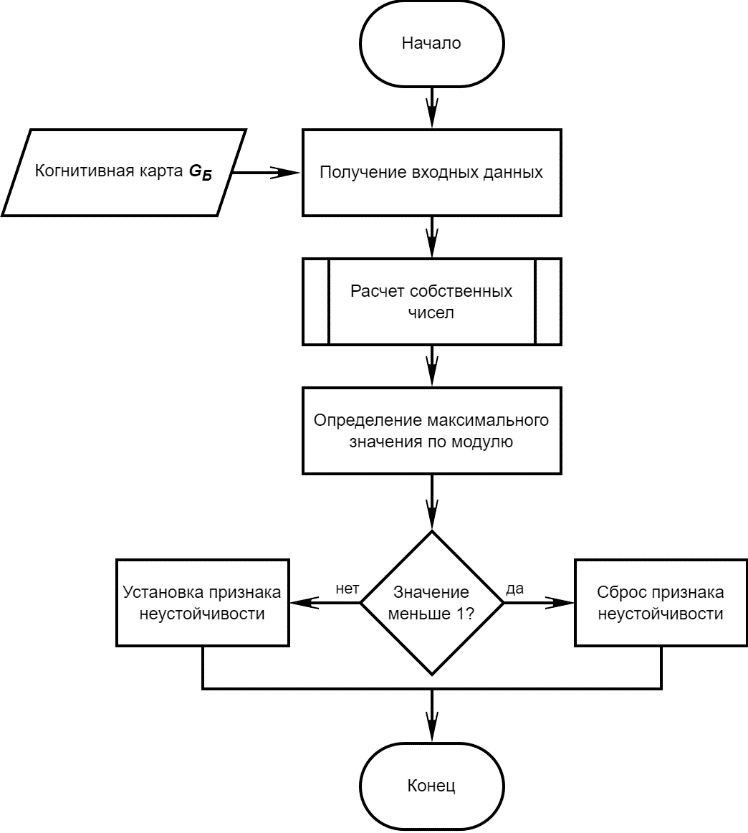 Начало
Когнитивная карта GБ
Получение входных данных
Расчет собственных
чисел
Определение максимального
значения по модулю
Установка признака
неустойчивости
нет
Значение
меньше 1?
да
Сброс признака
неустойчивости
Конец